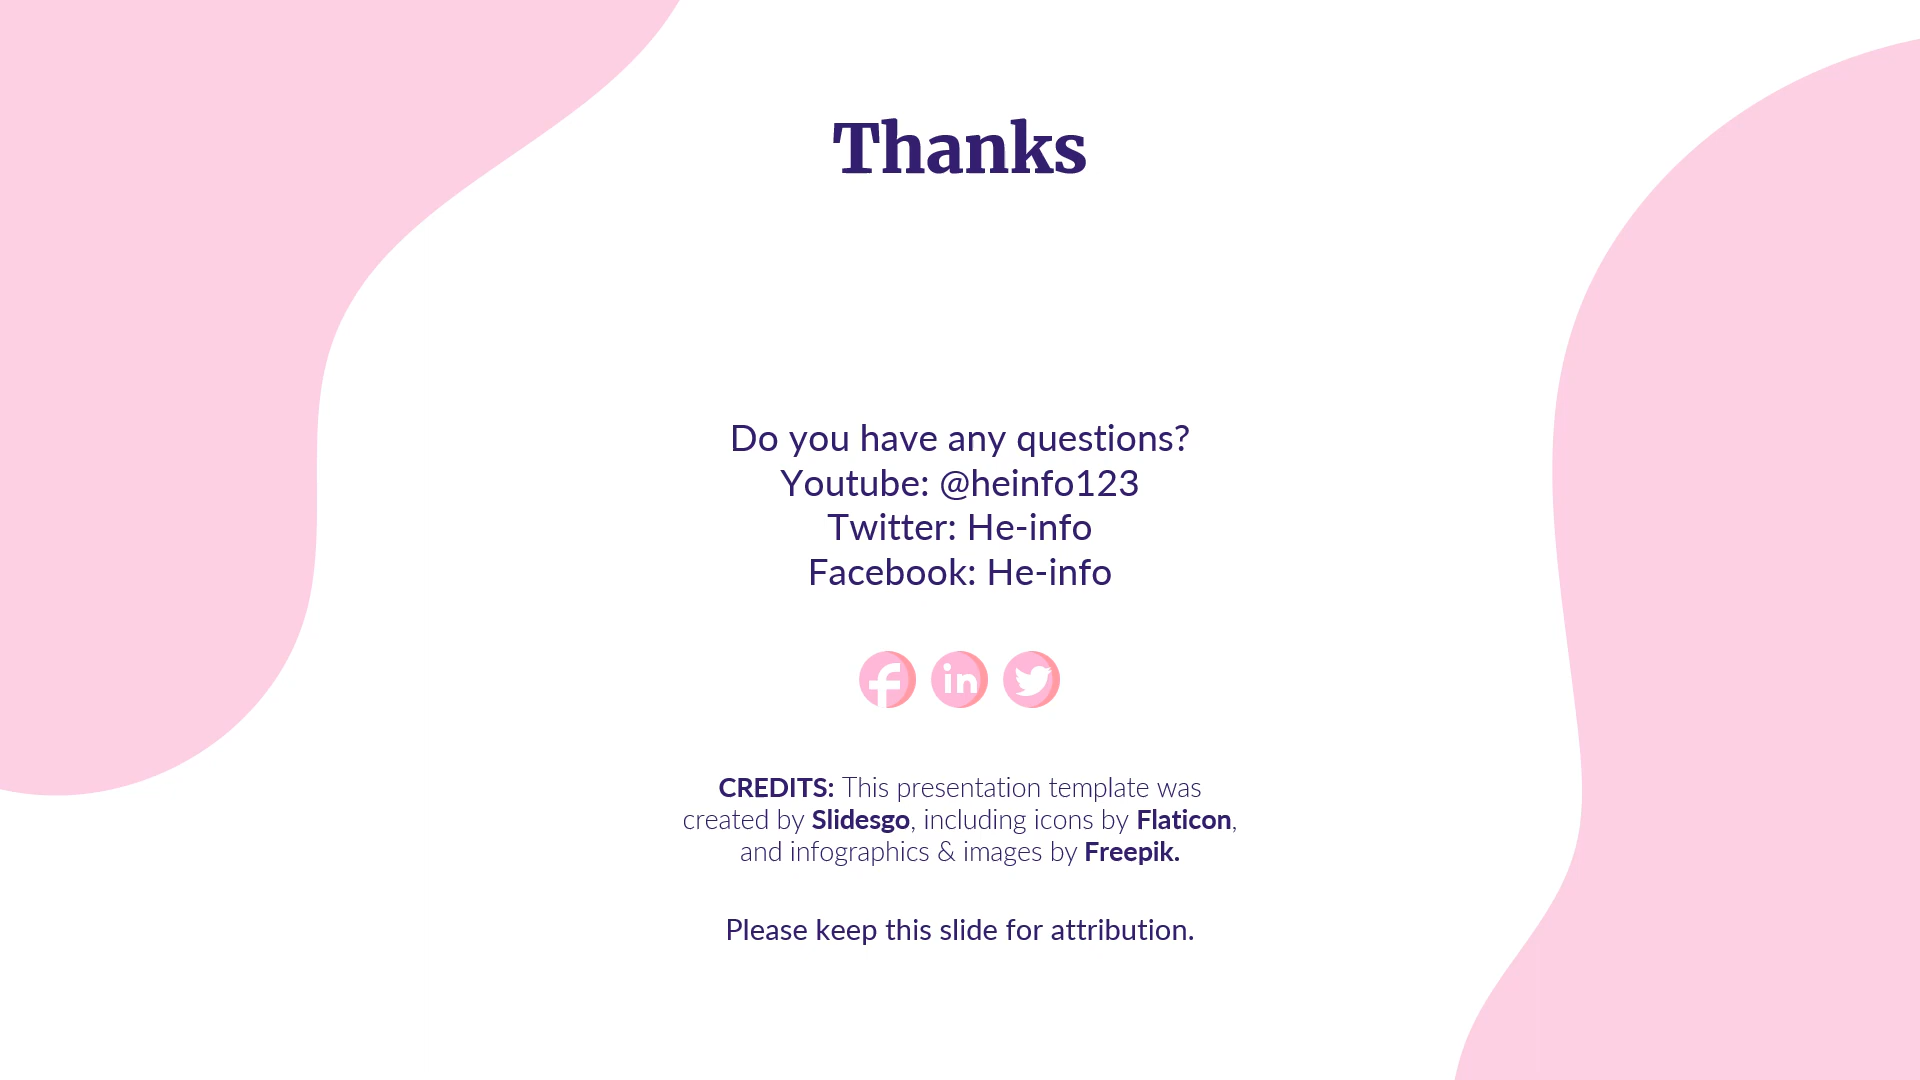 Thanks
Do you have any questions?
Youtube: @heinfo123
Twitter: He-info
Facebook: He-info
CREDITS: This presentation template was
created by Slidesgo, including icons by Flaticon,
and infographics & images by Freepik.
Please keep this slide for attribution.